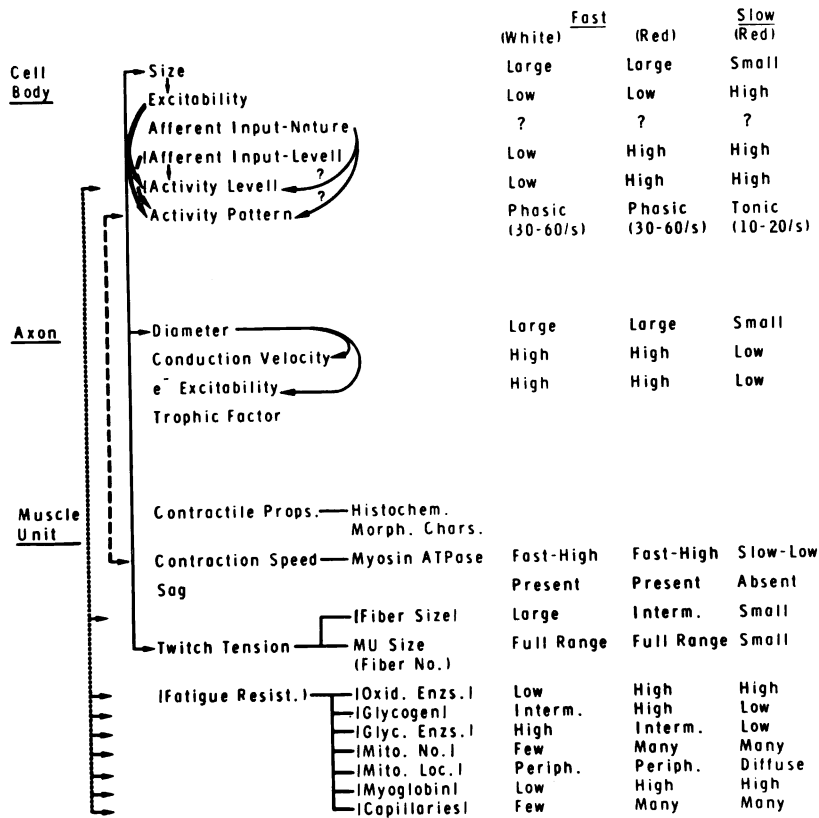 Fast Slow
(White) (Red) (Red)
Cell Body
Size Large Large Small
Excitability Low Low High
Afferent Input-Nature ? ? ?
|Afferent Input-Level| Low High High
?
|Activity Level| Low High High
?
Activity Pattern Phasic Phasic Tonic
(30-60/s) (30-60/s) (10-20/s)
Axon
Diameter Large Large Small
Conduction Velocity High High Low
e⁻ Excitability High High Low
Trophic Factor
Muscle Unit
Contractile Props. Histochem.
Morph. Chars.
Contraction Speed Myosin ATPase Fast-High Fast-High Slow-Low
Sag Present Present Absent
|Fiber Size| Large Interm. Small
Twitch Tension MU Size Full Range Full Range Small
(Fiber No.)
|Fatigue Resist.) |Oxid. Enzs.| Low High High
|Glycogen| Interm. High Low
|Glyc. Enzs.| High Interm. Low
|Mito. No.| Few Many Many
|Mito. Loc.| Periph. Periph. Diffuse
|Myoglobin| Low High High
|Capillaries| Few Many Many